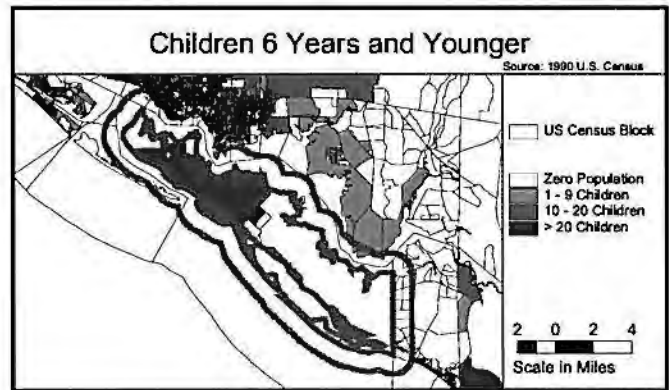 Children 6 Years and Younger
Source: 1990 U.S. Census
US Census Block
Zero Population
1 - 9 Children
10 - 20 Children
> 20 Children
2 0 2 4
Scale in Miles